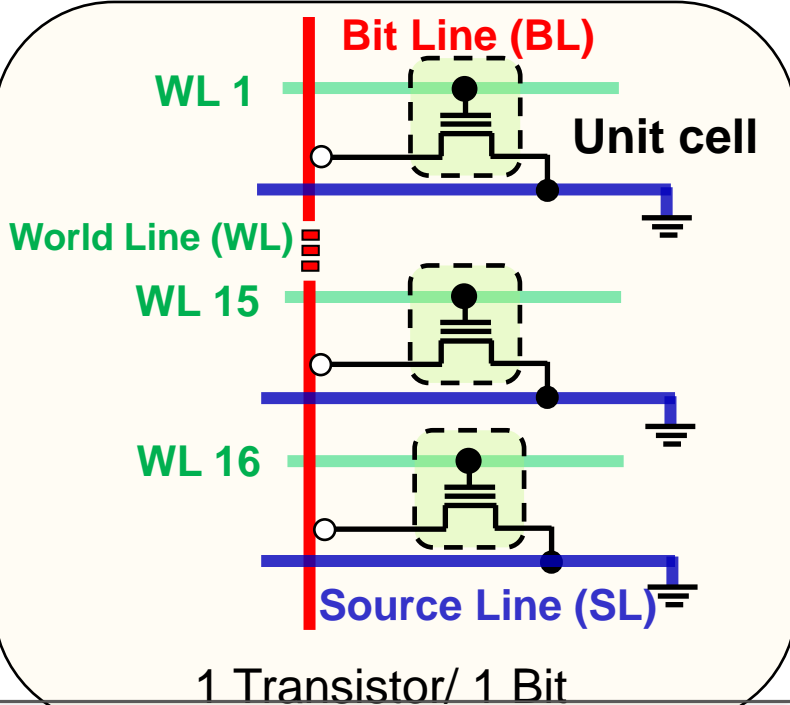 Bit Line (BL)
WL 1
Unit cell
World Line (WL)
WL 15
WL 16
Source Line (SL)
1 Transistor/ 1 Bit